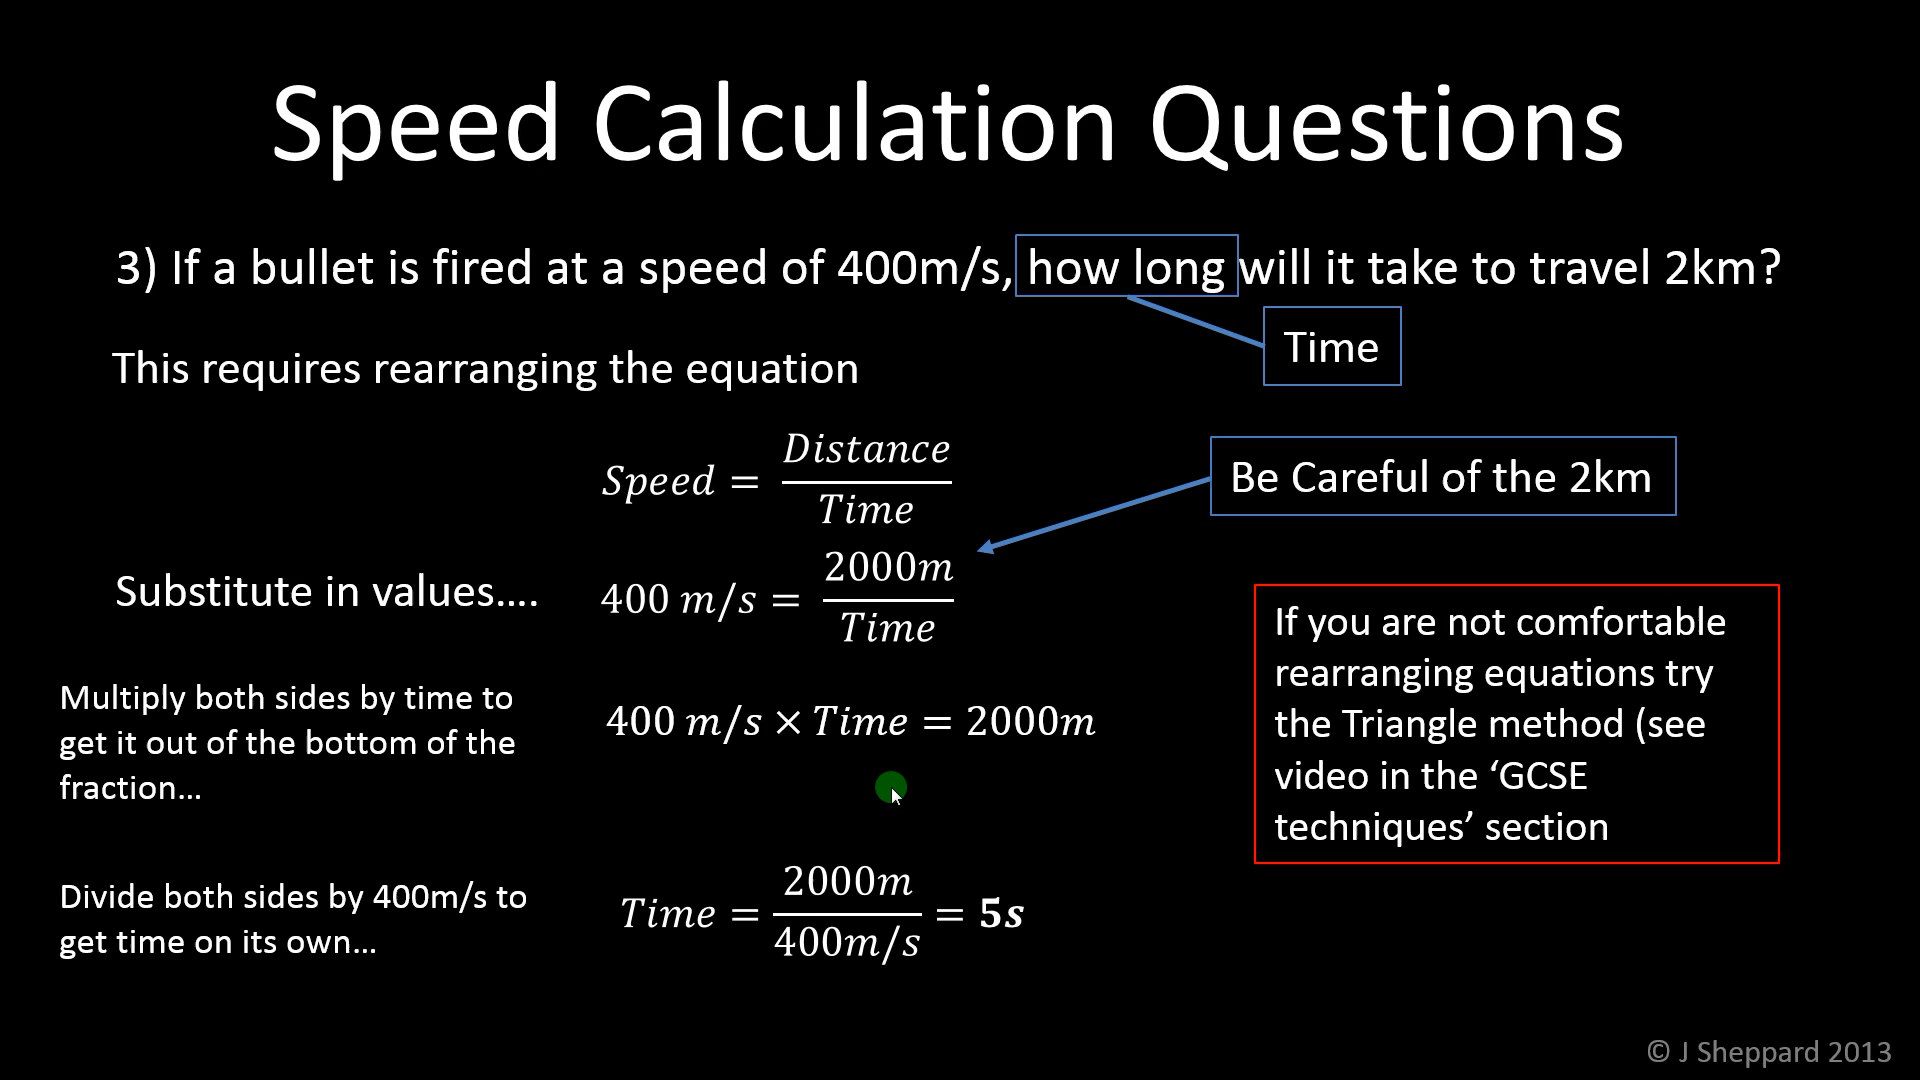 Speed Calculation Questions
3) If a bullet is fired at a speed of 400m/s, how long will it take to travel 2km?
Time
This requires rearranging the equation
Speed = Distance / Time
Be Careful of the 2km
Substitute in values....
400 m/s = 2000m / Time
If you are not comfortable
rearranging equations try
the Triangle method (see
video in the ‘GCSE
techniques’ section
Multiply both sides by time to
get it out of the bottom of the
fraction...
400 m/s × Time = 2000m
Divide both sides by 400m/s to
get time on its own...
Time = 2000m / 400m/s = 5s
© J Sheppard 2013